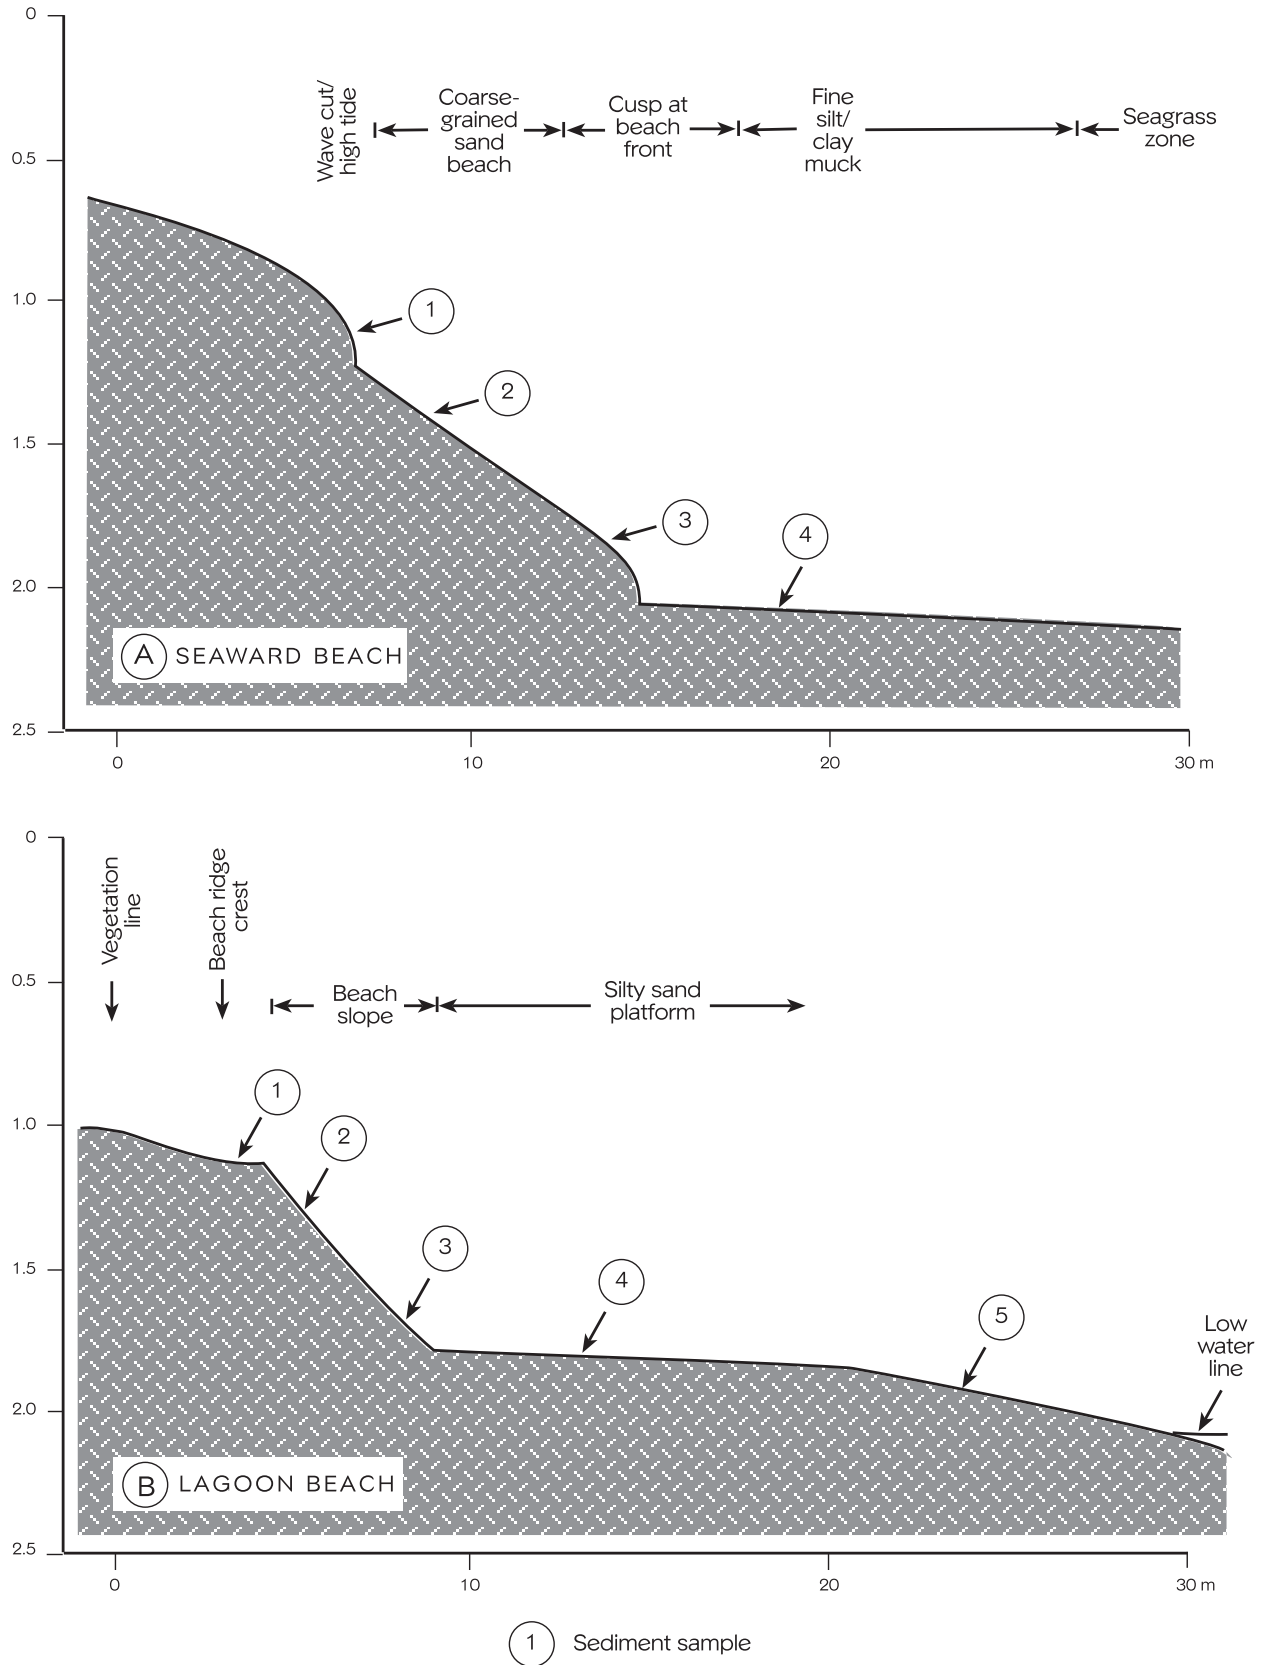 0
0.5
1.0
1.5
2.0
2.5
Wave cut/
high tide
Coarse-
grained
sand
beach
Cusp at
beach
front
Fine
silt/
clay
muck
Seagrass
zone
1
2
3
4
A SEAWARD BEACH
0 10 20 30 m
0
0.5
1.0
1.5
2.0
2.5
Vegetation
line
Beach ridge
crest
Beach
slope
Silty sand
platform
1
2
3
4
5
Low
water
line
B LAGOON BEACH
0 10 20 30 m
1 Sediment sample